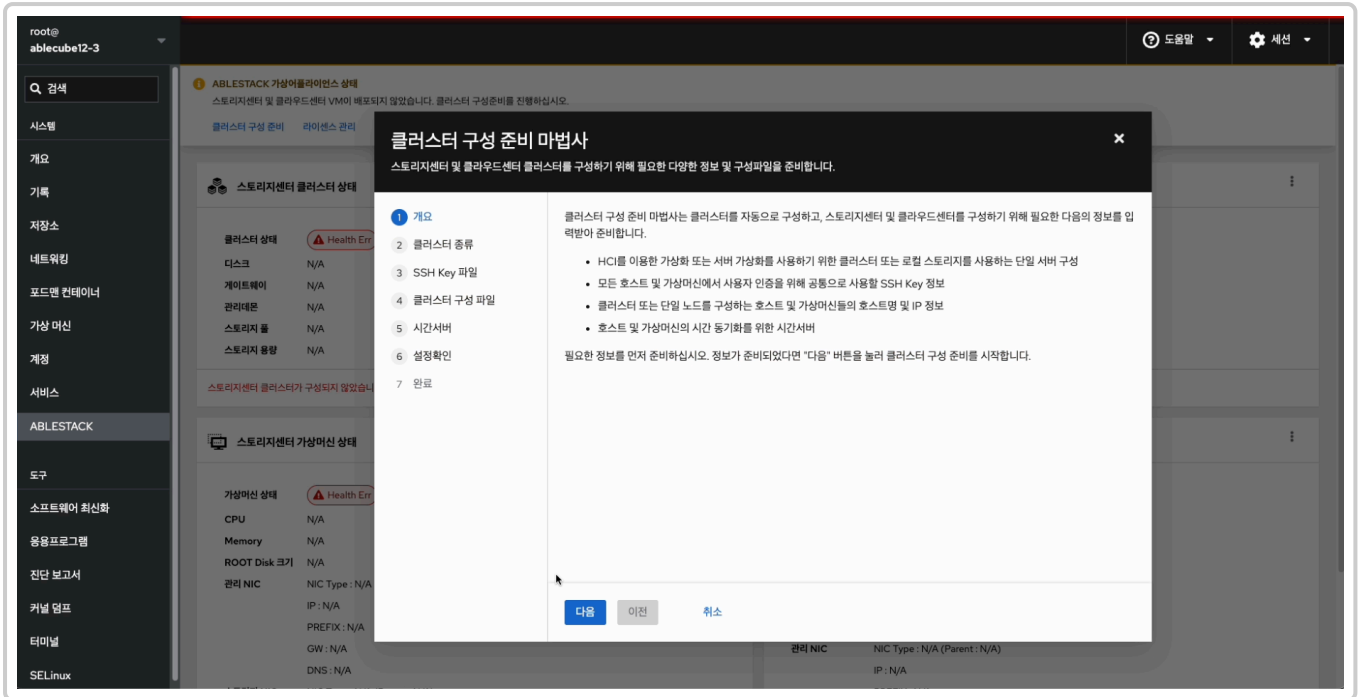 root@
ablecube12-3
도움말
세션
검색
시스템
개요
기록
저장소
네트워킹
포드맨 컨테이너
가상 머신
계정
서비스
ABLESTACK
도구
소프트웨어 최신화
응용프로그램
진단 보고서
커널 덤프
터미널
SELinux
ABLESTACK 가상어플라이언스 상태
스토리지센터 및 클라우드센터 VM이 배포되지 않았습니다. 클러스터 구성준비를 진행하십시오.
클러스터 구성 준비 라이센스 관리
스토리지센터 클러스터 상태
클러스터 상태 Health Err
디스크 N/A
게이트웨이 N/A
관리데몬 N/A
스토리지 풀 N/A
스토리지 용량 N/A
스토리지센터 클러스터가 구성되지 않았습니
스토리지센터 가상머신 상태
가상머신 상태 Health Err
CPU N/A
Memory N/A
ROOT Disk 크기 N/A
관리 NIC NIC Type : N/A
IP : N/A
PREFIX : N/A
GW : N/A
DNS : N/A
관리 NIC NIC Type : N/A (Parent : N/A)
IP : N/A
클러스터 구성 준비 마법사
스토리지센터 및 클라우드센터 클러스터를 구성하기 위해 필요한 다양한 정보 및 구성파일을 준비합니다.
1 개요
2 클러스터 종류
3 SSH Key 파일
4 클러스터 구성 파일
5 시간서버
6 설정확인
7 완료
클러스터 구성 준비 마법사는 클러스터를 자동으로 구성하고, 스토리지센터 및 클라우드센터를 구성하기 위해 필요한 다음의 정보를 입
력받아 준비합니다.
• HCI를 이용한 가상화 또는 서버 가상화를 사용하기 위한 클러스터 또는 로컬 스토리지를 사용하는 단일 서버 구성
• 모든 호스트 및 가상머신에서 사용자 인증을 위해 공통으로 사용할 SSH Key 정보
• 클러스터 또는 단일 노드를 구성하는 호스트 및 가상머신들의 호스트명 및 IP 정보
• 호스트 및 가상머신의 시간 동기화를 위한 시간서버
필요한 정보를 먼저 준비하십시오. 정보가 준비되었다면 "다음" 버튼을 눌러 클러스터 구성 준비를 시작합니다.
다음 이전 취소